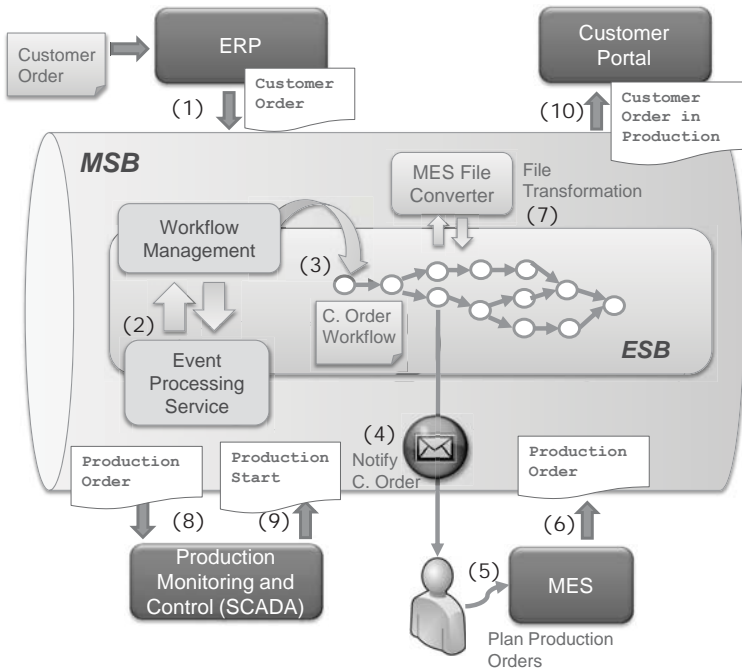 Customer
Order
ERP
Customer
Order
(1)
Customer
Portal
(10)
Customer
Order in
Production
MSB
MES File
Converter
File
Transformation
(7)
Workflow
Management
(3)
(2)
C. Order
Workflow
Event
Processing
Service
ESB
(4)
Notify
C. Order
Production
Order
(8)
Production
Start
(9)
Production
Order
(6)
Production
Monitoring and
Control (SCADA)
(5)
MES
Plan Production
Orders